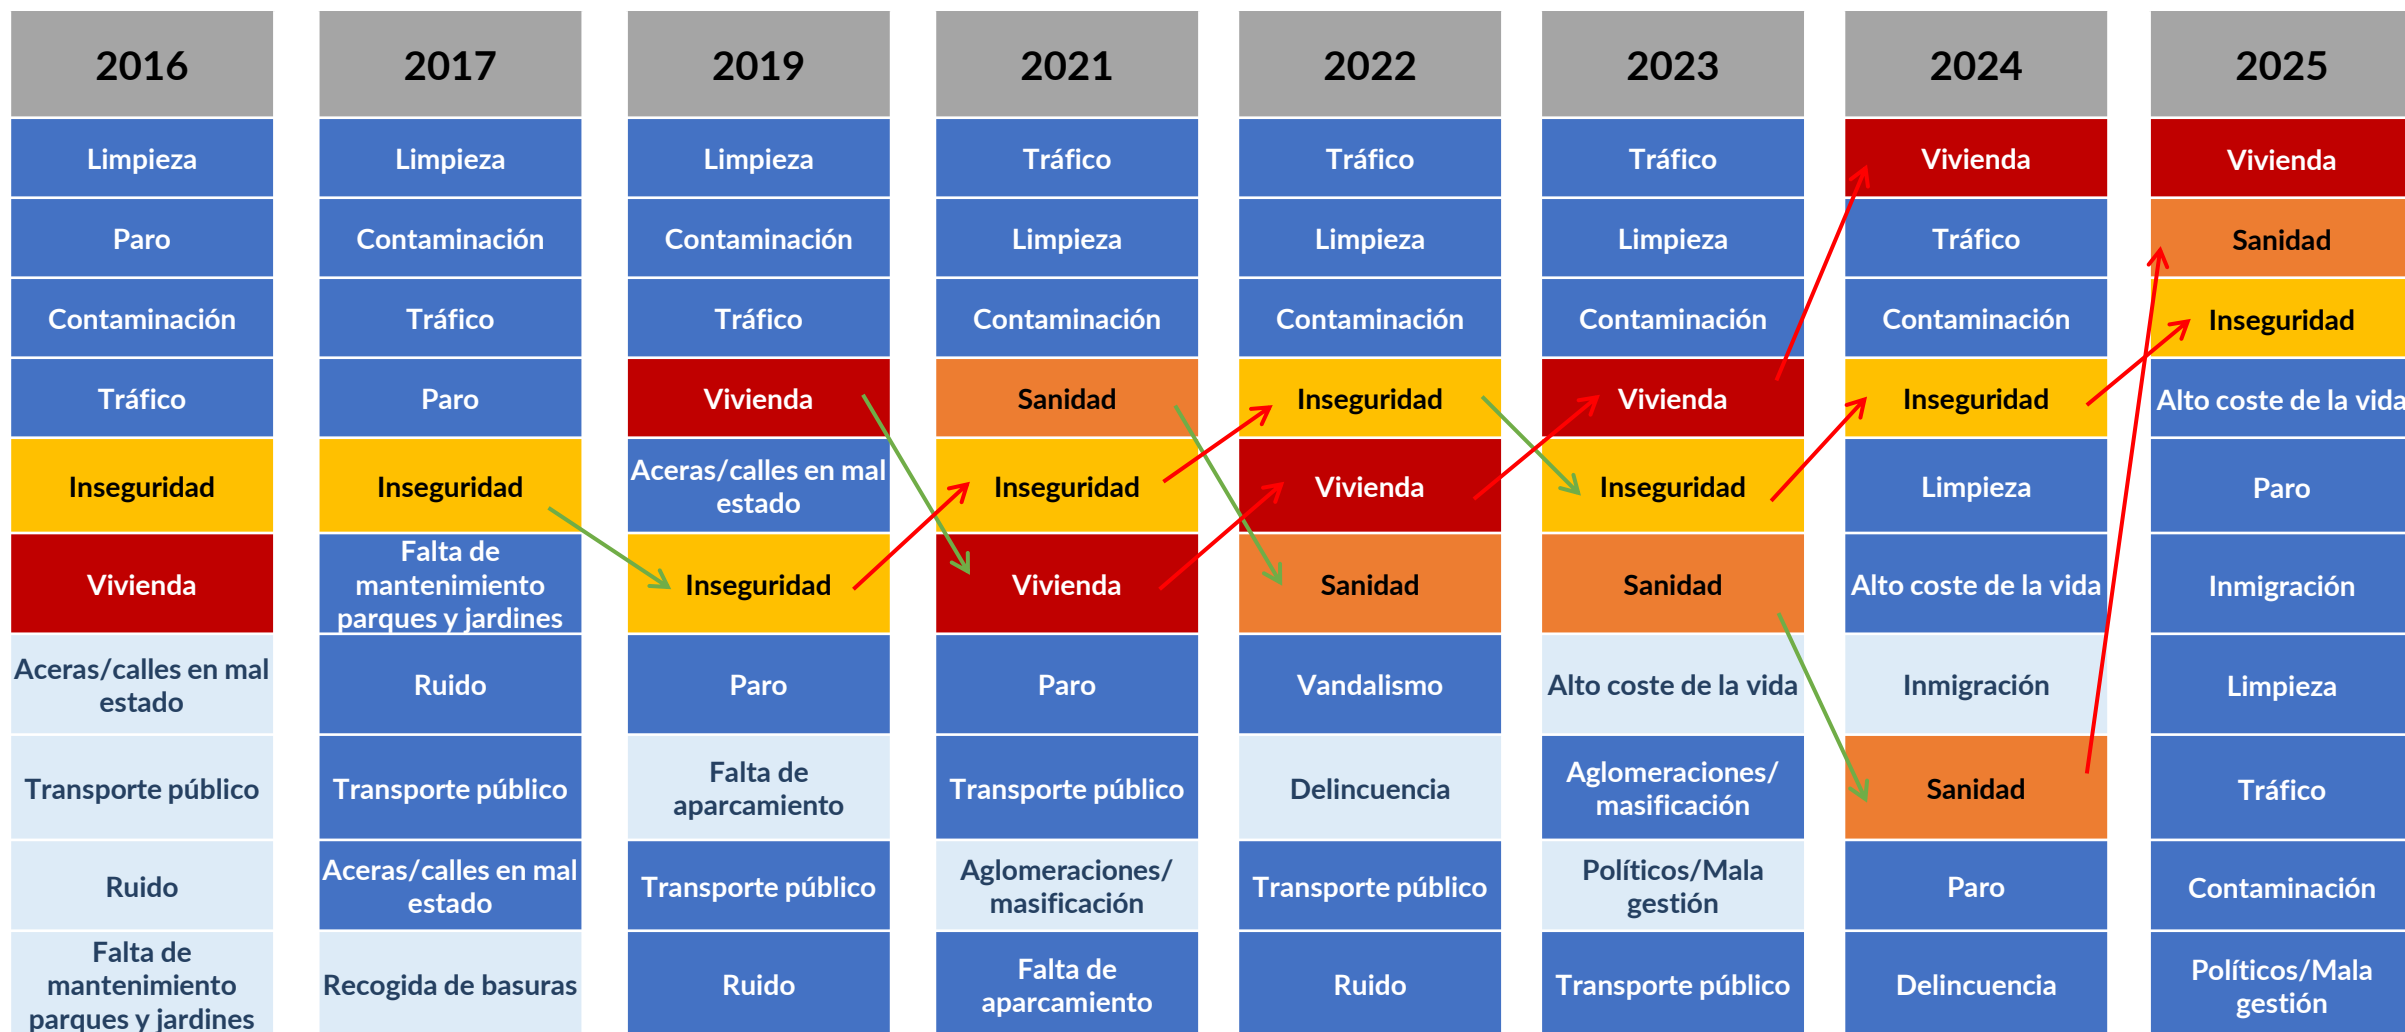 2016
Limpieza
Paro
Contaminación
Tráfico
Inseguridad
Vivienda
Aceras/calles en mal
estado
Transporte público
Ruido
Falta de
mantenimiento
parques y jardines
2017
Limpieza
Contaminación
Tráfico
Paro
Inseguridad
Falta de
mantenimiento
parques y jardines
Ruido
Transporte público
Aceras/calles en mal
estado
Recogida de basuras
2019
Limpieza
Contaminación
Tráfico
Vivienda
Aceras/calles en mal
estado
Inseguridad
Paro
Falta de
aparcamiento
Transporte público
Ruido
2021
Tráfico
Limpieza
Contaminación
Sanidad
Inseguridad
Vivienda
Paro
Transporte público
Aglomeraciones/
masificación
Falta de
aparcamiento
2022
Tráfico
Limpieza
Contaminación
Inseguridad
Vivienda
Sanidad
Vandalismo
Delincuencia
Transporte público
Ruido
2023
Tráfico
Limpieza
Contaminación
Vivienda
Inseguridad
Sanidad
Alto coste de la vida
Aglomeraciones/
masificación
Políticos/Mala
gestión
Transporte público
2024
Vivienda
Tráfico
Contaminación
Inseguridad
Limpieza
Alto coste de la vida
Inmigración
Sanidad
Paro
Delincuencia
2025
Vivienda
Sanidad
Inseguridad
Alto coste de la vida
Paro
Inmigración
Limpieza
Tráfico
Contaminación
Políticos/Mala
gestión